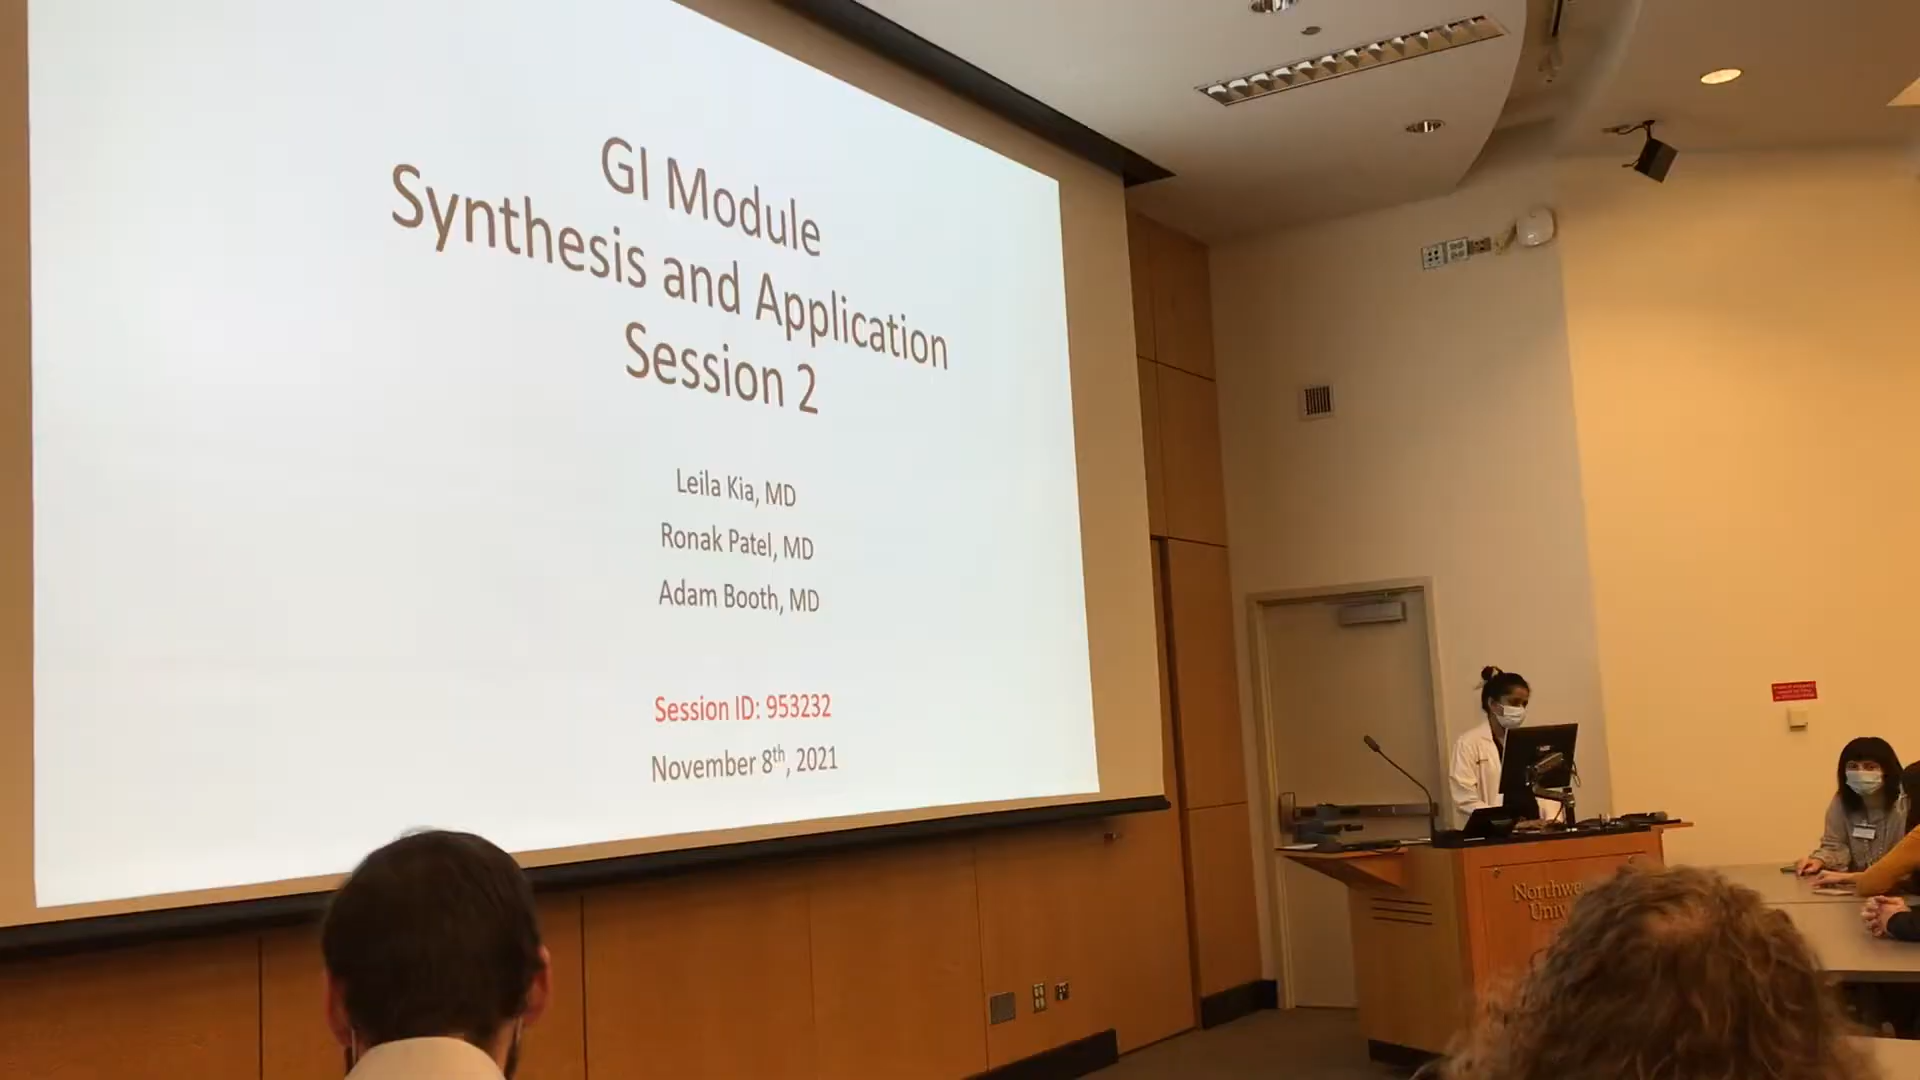 GI Module
Synthesis and Application
Session 2
Leila Kia, MD
Ronak Patel, MD
Adam Booth, MD
Session ID: 953232
November 8th, 2021